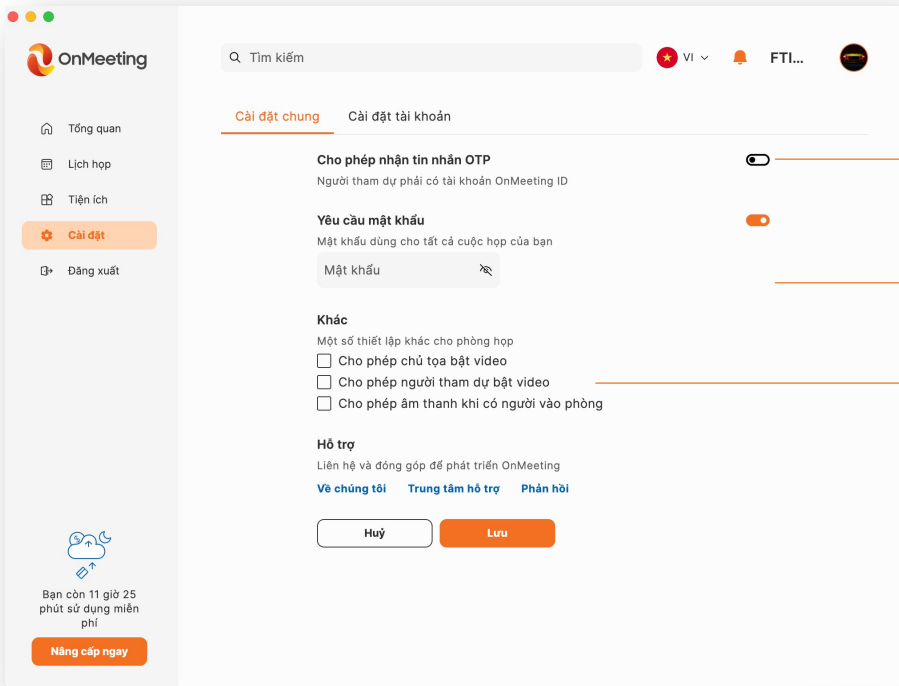 OnMeeting
Tìm kiếm
VI
FTI...
Cài đặt chung
Cài đặt tài khoản
Tổng quan
Lịch họp
Tiện ích
Cài đặt
Đăng xuất
Cho phép nhận tin nhắn OTP
Người tham dự phải có tài khoản OnMeeting ID
Yêu cầu mật khẩu
Mật khẩu dùng cho tất cả cuộc họp của bạn
Mật khẩu
Khác
Một số thiết lập khác cho phòng họp
Cho phép chủ tọa bật video
Cho phép người tham dự bật video
Cho phép âm thanh khi có người vào phòng
Hỗ trợ
Liên hệ và đóng góp để phát triển OnMeeting
Về chúng tôi
Trung tâm hỗ trợ
Phản hồi
Huỷ
Lưu
Bạn còn 11 giờ 25
phút sử dụng miễn
phí
Nâng cấp ngay